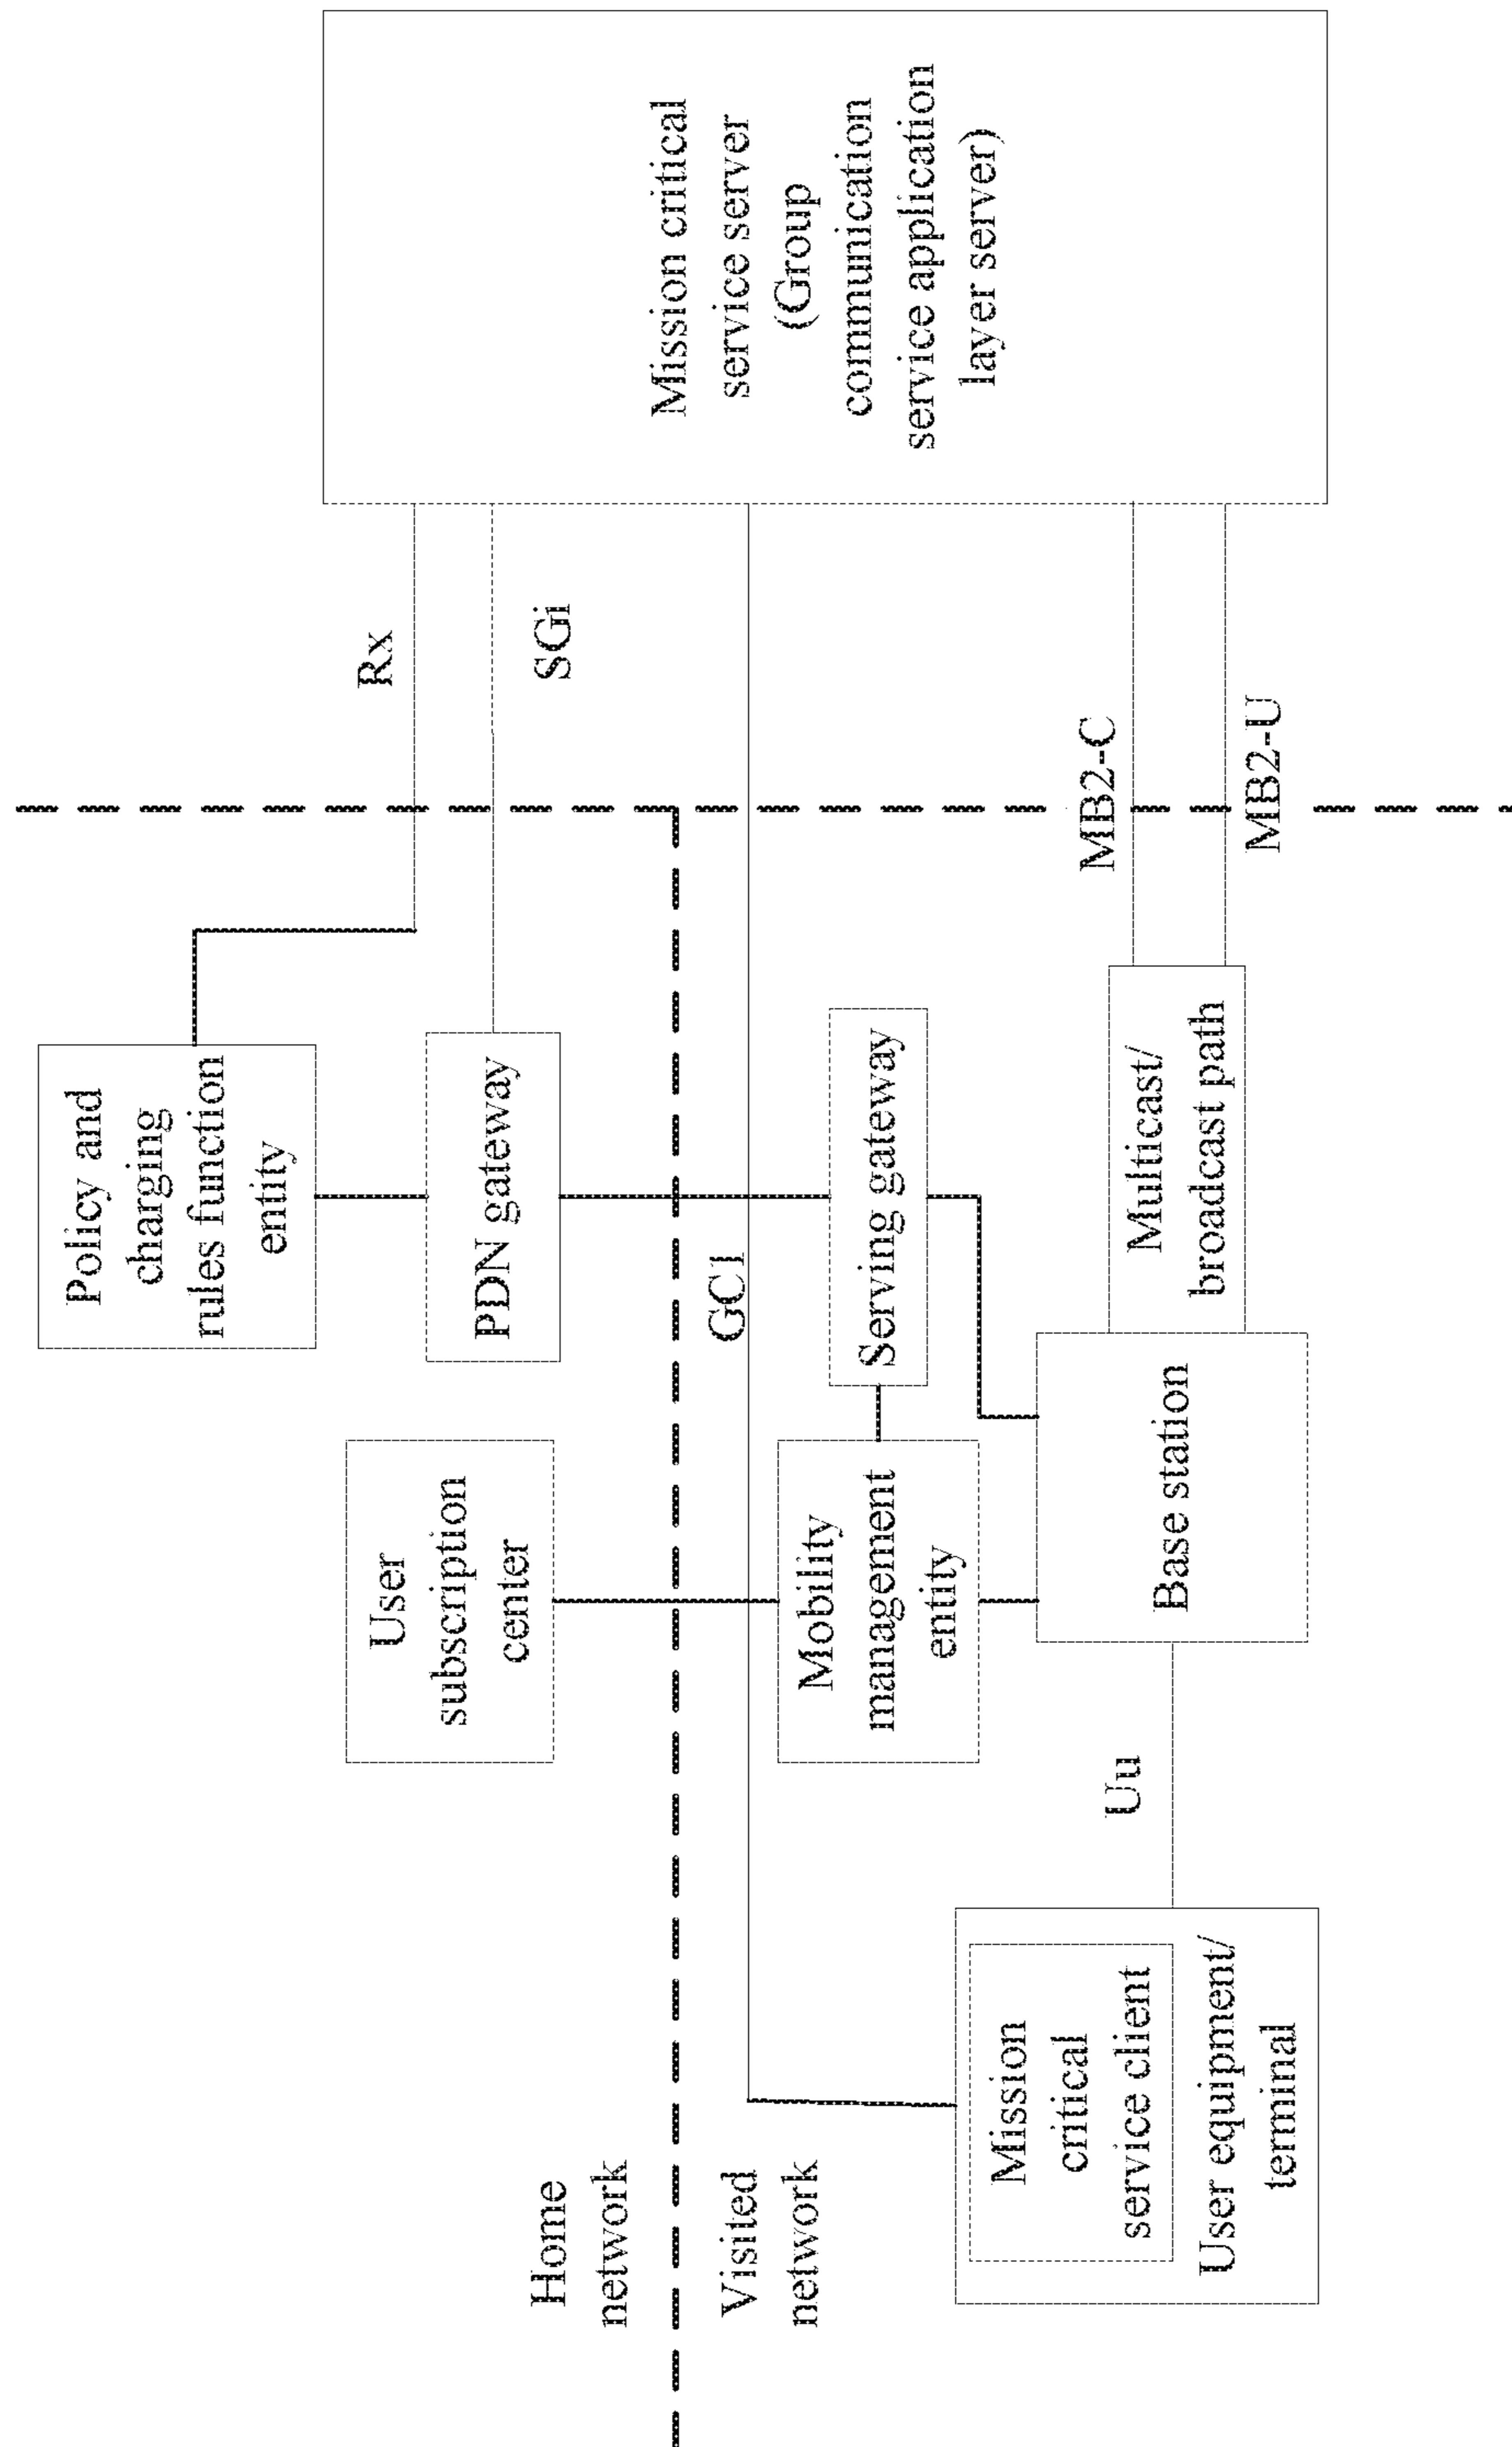 Policy and
charging
rules function
entity
User
subscription
center
PDN gateway
Rx
SGi
Home
network
Visited
network
GC1
Mission critical
service server
(Group
communication
service application
layer server)
Mobility
management
entity
Serving gateway
Mission
critical
service client
User equipment/
terminal
Uu
Base station
Multicast/
broadcast path
MB2-C
MB2-U